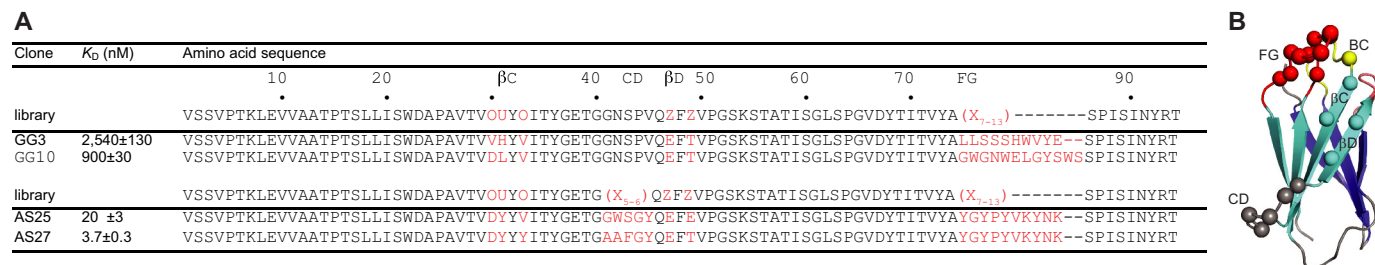 A
Clone K_D (nM) Amino acid sequence
βC CD βD FG
10 20 40 50 60 70 90
library VSSVPTKLEVVAATPTSLLISWDAPAVTVOUYOITYGETGGNSPVQZFZVPGSKSTATISGLSPGVDYTITVYA(X7-13)-------SPISINYRT
GG3 2,540±130 VSSVPTKLEVVAATPTSLLISWDAPAVTVVHYVITYGETGGNSPVQEFTVPGSKSTATISGLSPGVDYTITVYALLSSSHWVYE--SPISINYRT
GG10 900±30 VSSVPTKLEVVAATPTSLLISWDAPAVTVDLYVITYGETGGNSPVQEFTVPGSKSTATISGLSPGVDYTITVYAGWGNWELGYSWSSPISINYRT
library VSSVPTKLEVVAATPTSLLISWDAPAVTVOUYOITYGETG(X5-6)QZFZVPGSKSTATISGLSPGVDYTITVYA(X7-13)-------SPISINYRT
AS25 20 ±3 VSSVPTKLEVVAATPTSLLISWDAPAVTVDYYVITYGETGGWSGYQEFEVPGSKSTATISGLSPGVDYTITVYAYGYPYVKYNK--SPISINYRT
AS27 3.7±0.3 VSSVPTKLEVVAATPTSLLISWDAPAVTVDYYYITYGETGAAFGYQEFTVPGSKSTATISGLSPGVDYTITVYAYGYPYVKYNK--SPISINYRT
B
FG BC
βC
βD
CD